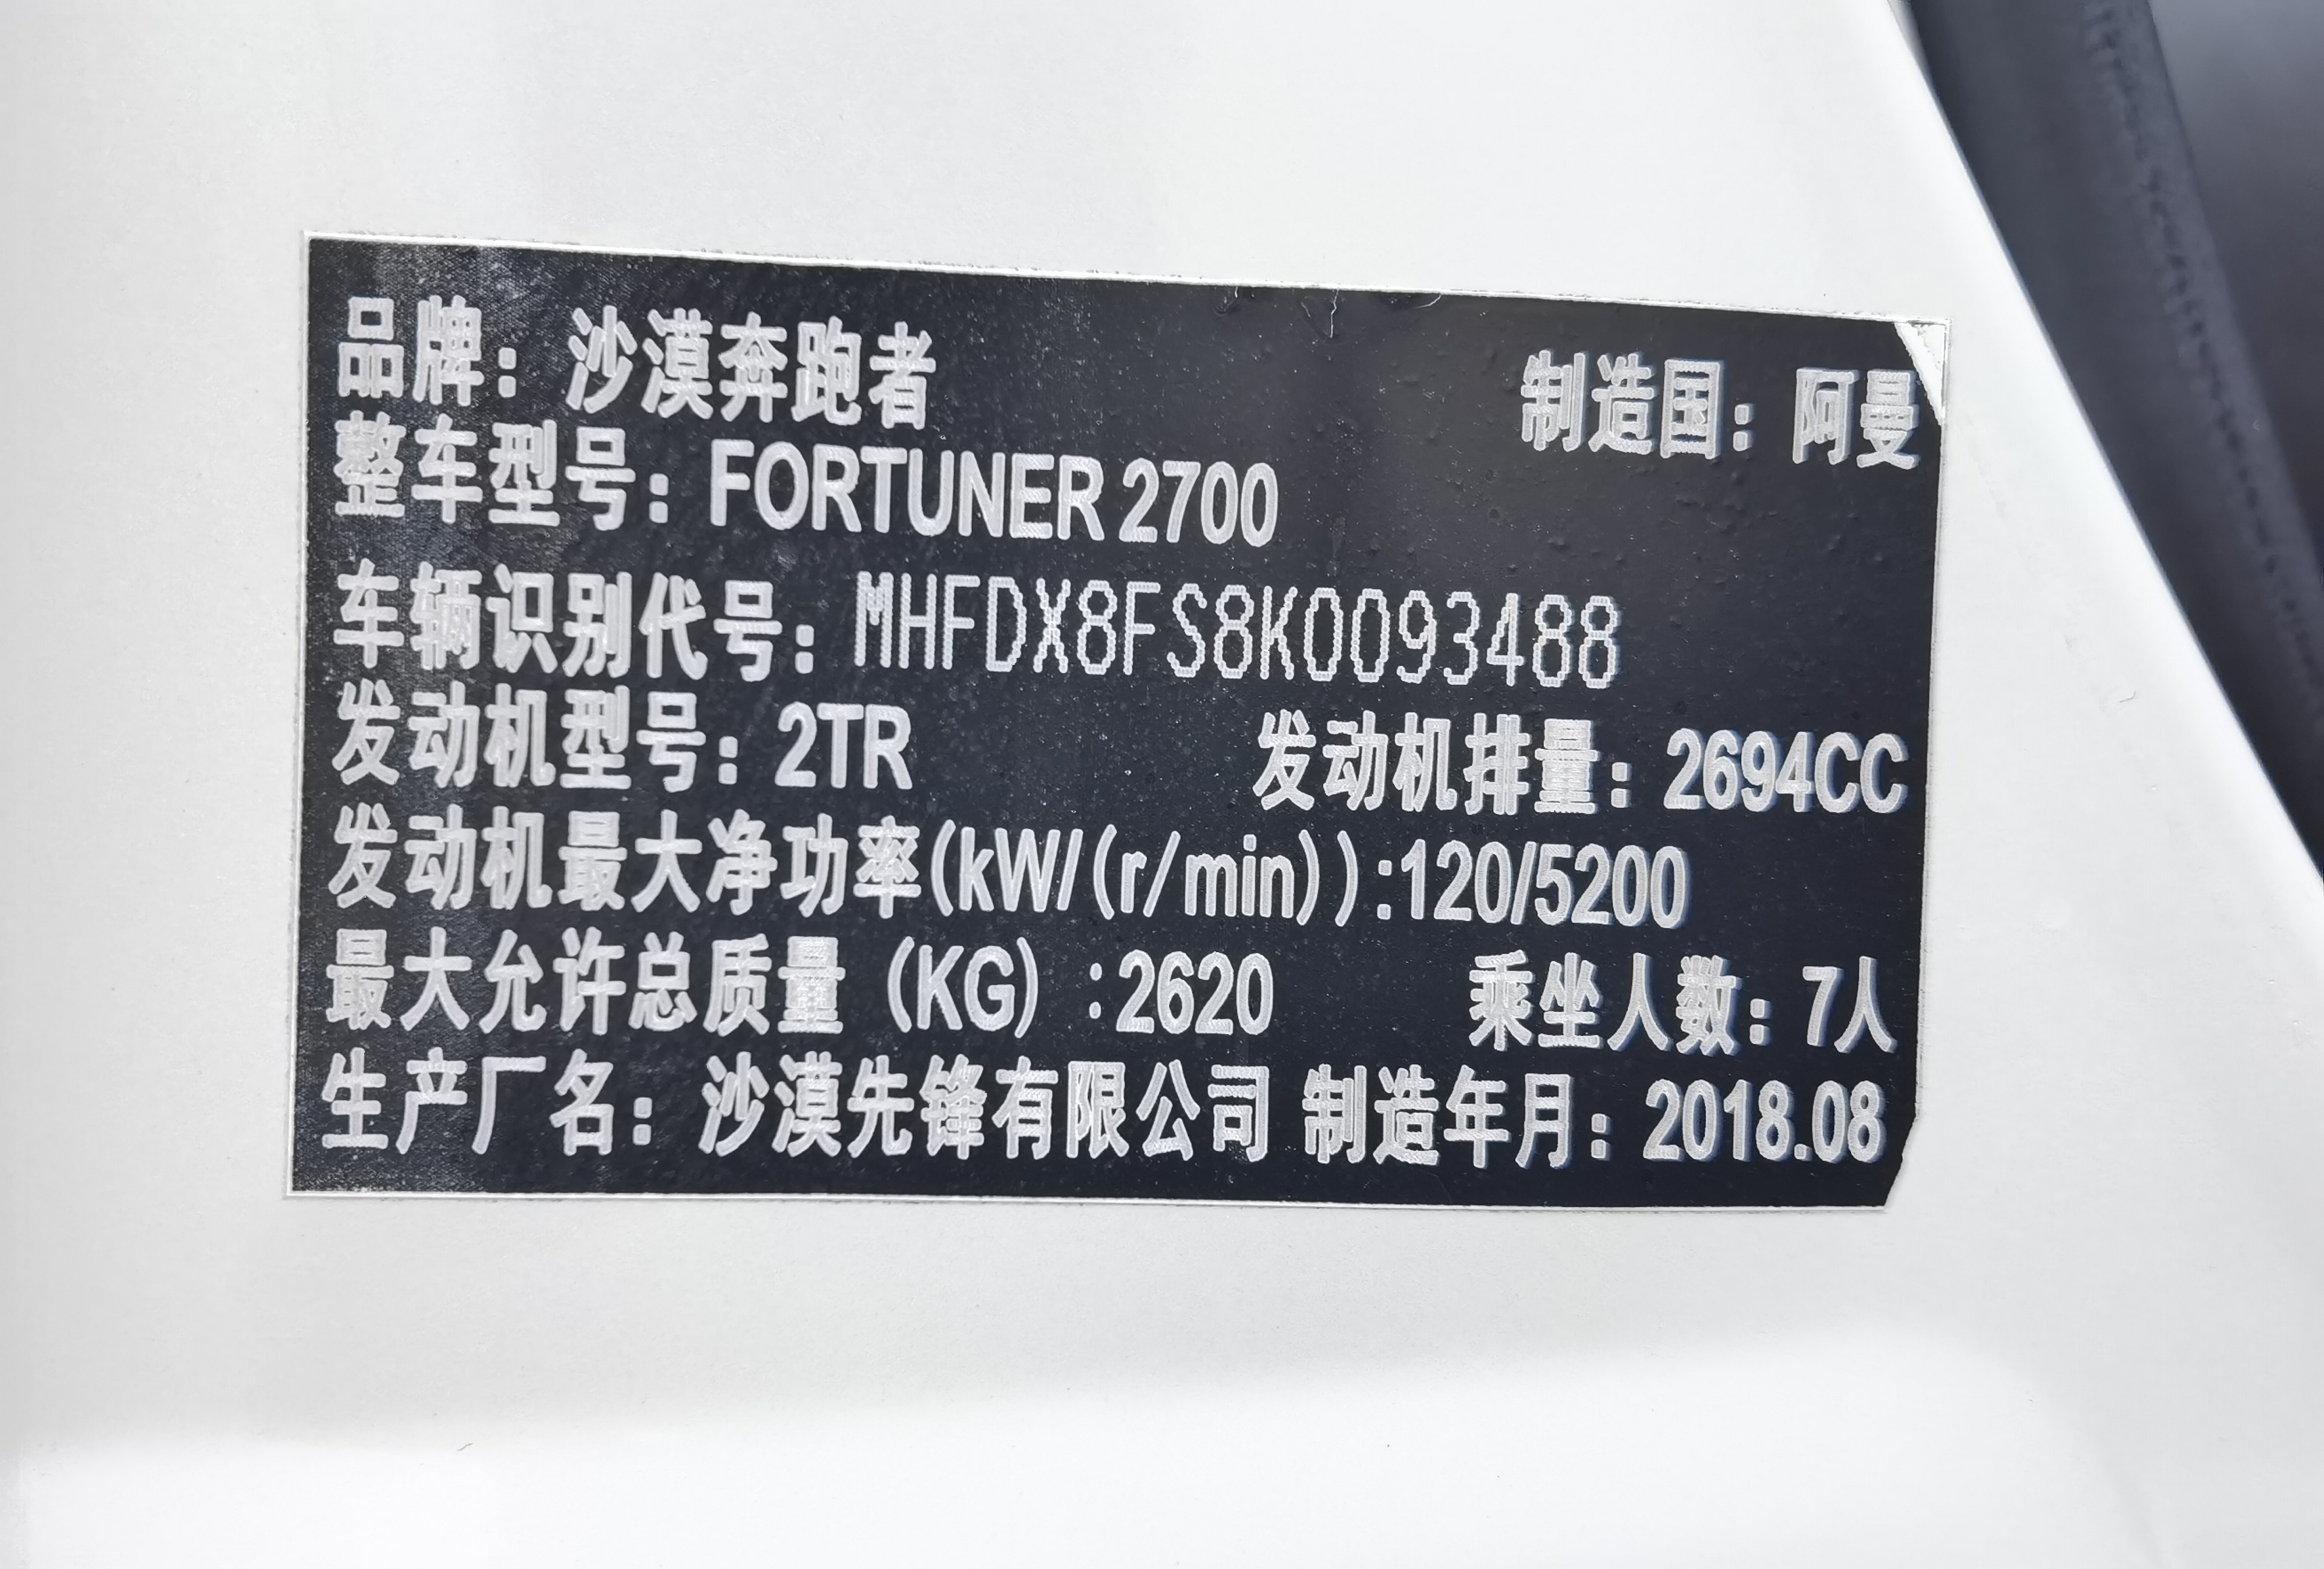 品牌：沙漠奔跑者 制造国：阿曼
整车型号：FORTUNER 2700
车辆识别代号：MHFDX8FS8K0093488
发动机型号：2TR 发动机排量：2694CC
发动机最大净功率(kW/(r/min)):120/5200
最大允许总质量 (KG) :2620 乘坐人数：7人
生产厂名：沙漠先锋有限公司 制造年月：2018.08